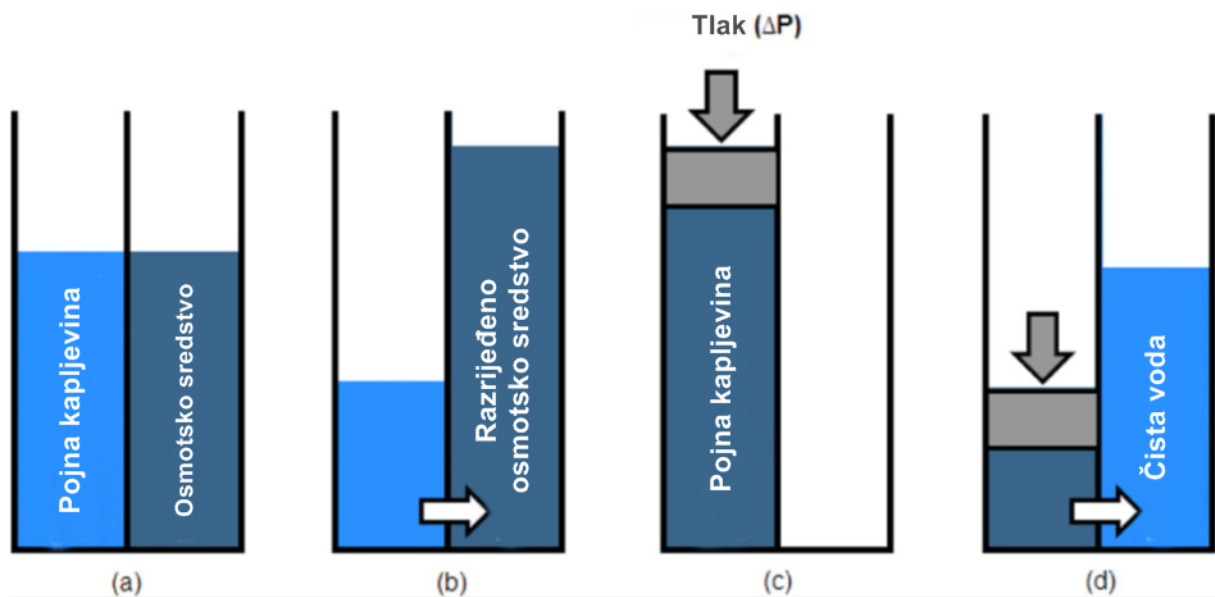 Tlak (ΔP)
Pojna kapljevina
Osmotsko sredstvo
Razrijeđeno
osmotsko sredstvo
Pojna kapljevina
Čista voda
(a)
(b)
(c)
(d)